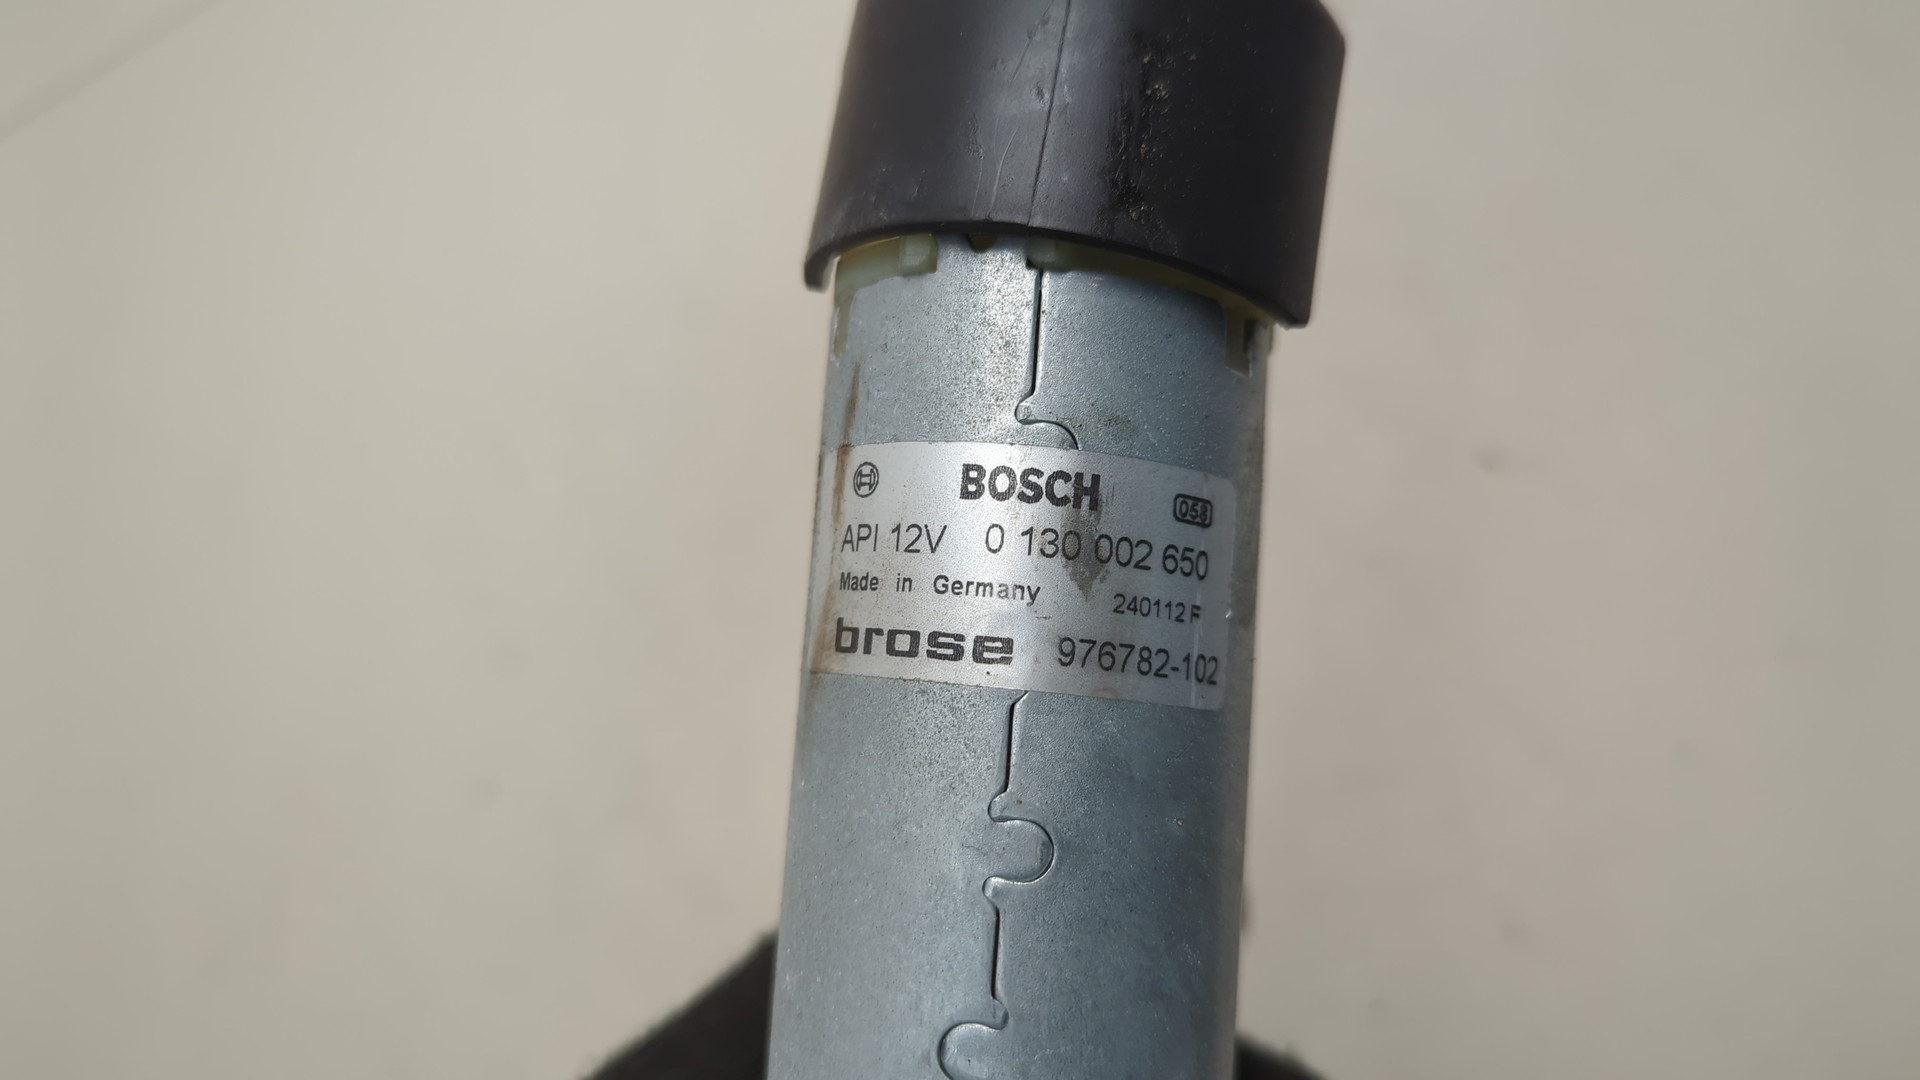 BOSCH 058
API 12V 0 130 002 650
Made in Germany 240112 F
brose 976782-102